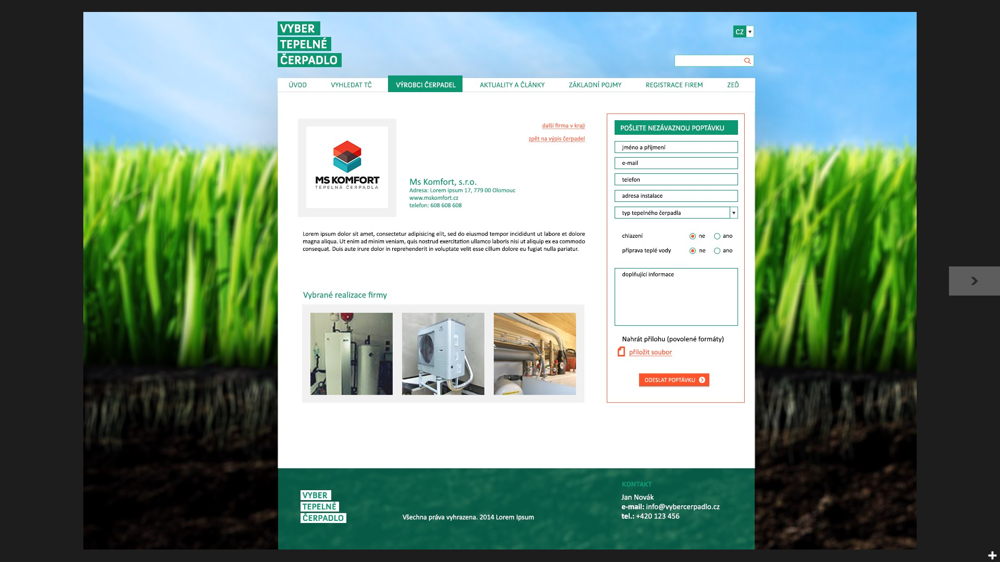 VYBER
TEPELNÉ
ČERPADLO
CZ
ÚVOD
VYHLEDAT TČ
VÝROBCI ČERPADEL
AKTUALITY A ČLÁNKY
ZÁKLADNÍ POJMY
REGISTRACE FIREM
ZEĎ
MS KOMFORT
TEPELNÁ ČERPADLA
další firma v kraji
zpět na výpis čerpadel
Ms Komfort, s.r.o.
Adresa: Lorem ipsum 17, 779 00 Olomouc
www.mskomfort.cz
telefon: 608 608 608
Lorem ipsum dolor sit amet, consectetur adipisicing elit, sed do eiusmod tempor incididunt ut labore et dolore
magna aliqua. Ut enim ad minim veniam, quis nostrud exercitation ullamco laboris nisi ut aliquip ex ea commodo
consequat. Duis aute irure dolor in reprehenderit in voluptate velit esse cillum dolore eu fugiat nulla pariatur.
Vybrané realizace firmy
POŠLETE NEZÁVAZNOU POPTÁVKU
jméno a příjmení
e-mail
telefon
adresa instalace
typ tepelného čerpadla
chlazení ne ano
příprava teplé vody ne ano
doplňující informace
Nahrát přílohu (povolené formáty)
přiložit soubor
ODESLAT POPTÁVKU
VYBER
TEPELNÉ
ČERPADLO
Všechna práva vyhrazena. 2014 Lorem Ipsum
KONTAKT
Jan Novák
e-mail: info@vybercerpadlo.cz
tel.: +420 123 456